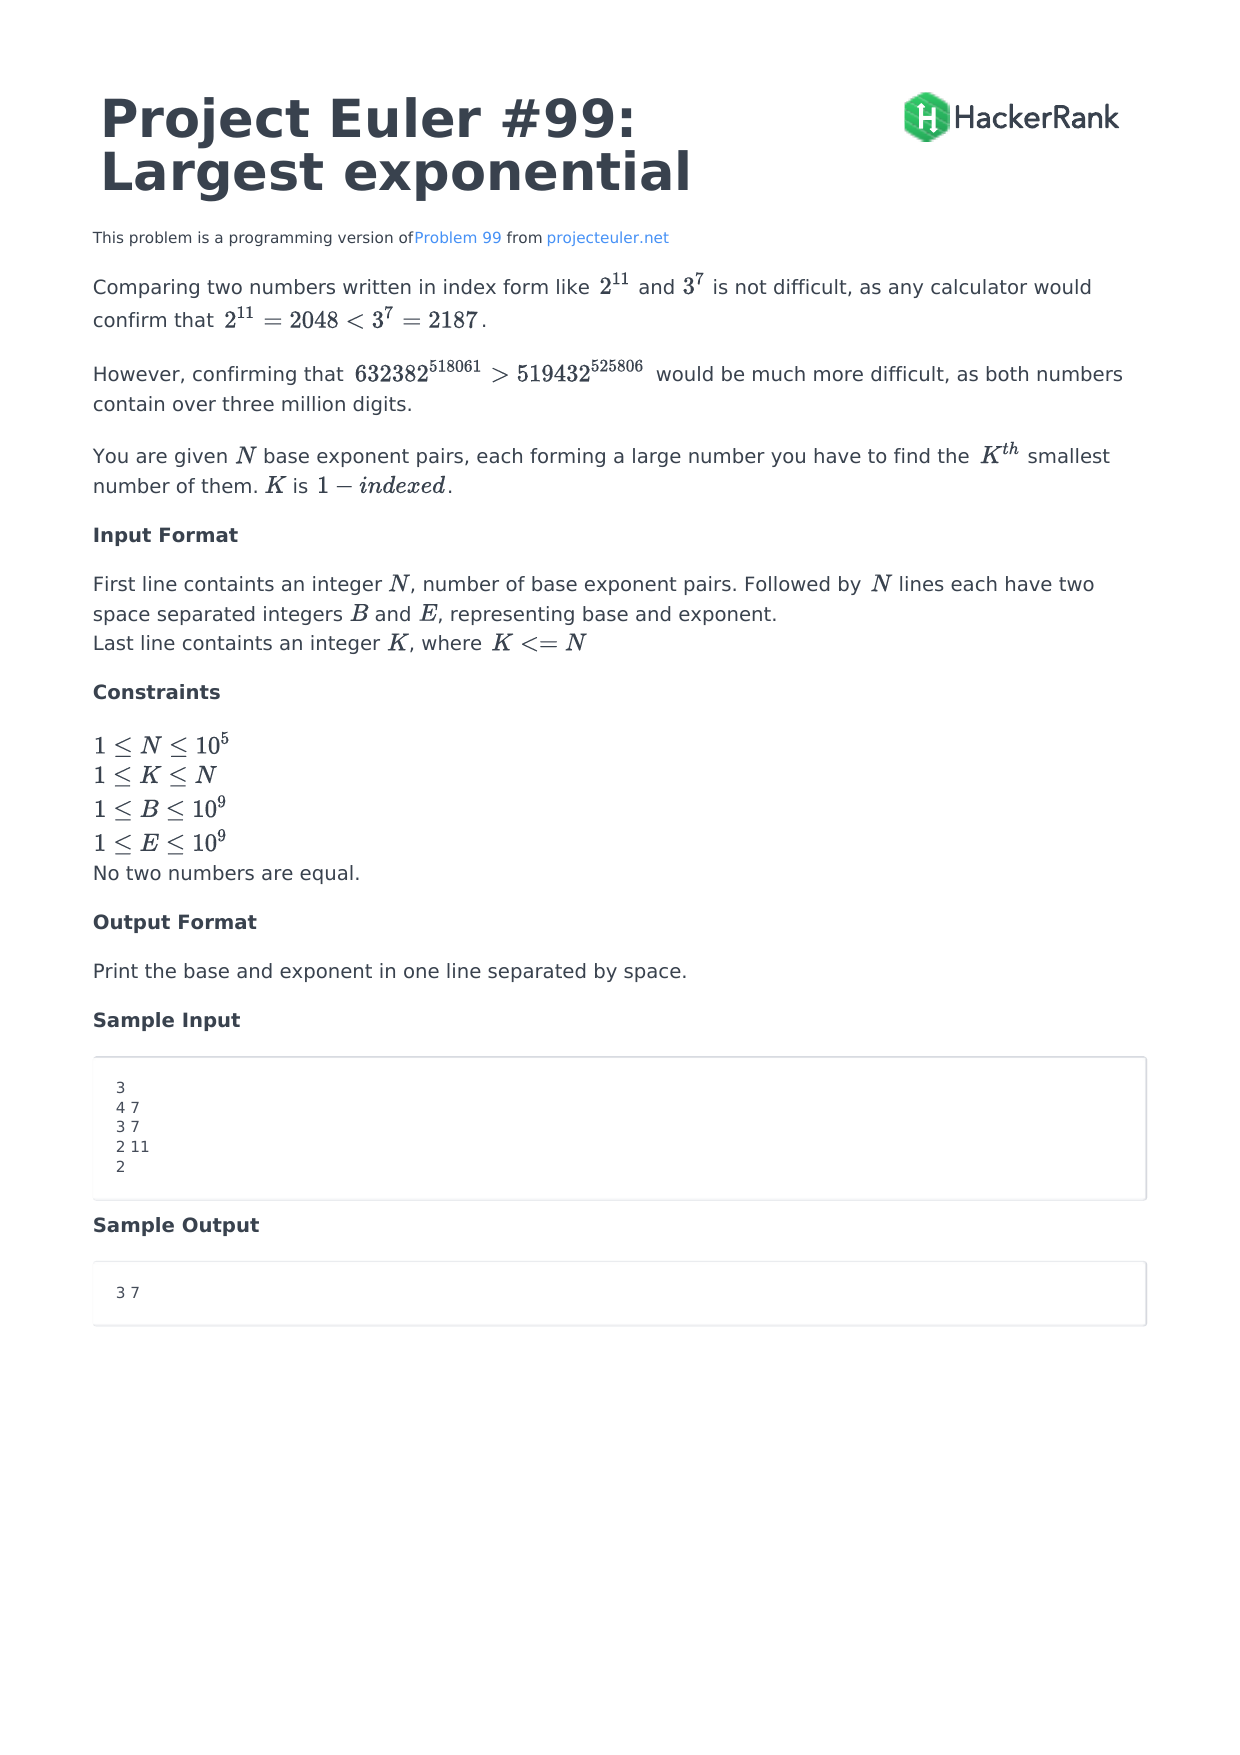 Project Euler #99:
Largest exponential
HackerRank
This problem is a programming version ofProblem 99 from projecteuler.net
Comparing two numbers written in index form like 2^11 and 3^7 is not difficult, as any calculator would
confirm that 2^11 = 2048 < 3^7 = 2187.
However, confirming that 632382^518061 > 519432^525806 would be much more difficult, as both numbers
contain over three million digits.
You are given N base exponent pairs, each forming a large number you have to find the K^th smallest
number of them. K is 1 − indexed.
Input Format
First line containts an integer N, number of base exponent pairs. Followed by N lines each have two
space separated integers B and E, representing base and exponent.
Last line containts an integer K, where K <= N
Constraints
1 ≤ N ≤ 10^5
1 ≤ K ≤ N
1 ≤ B ≤ 10^9
1 ≤ E ≤ 10^9
No two numbers are equal.
Output Format
Print the base and exponent in one line separated by space.
Sample Input
3
4 7
3 7
2 11
2
Sample Output
3 7